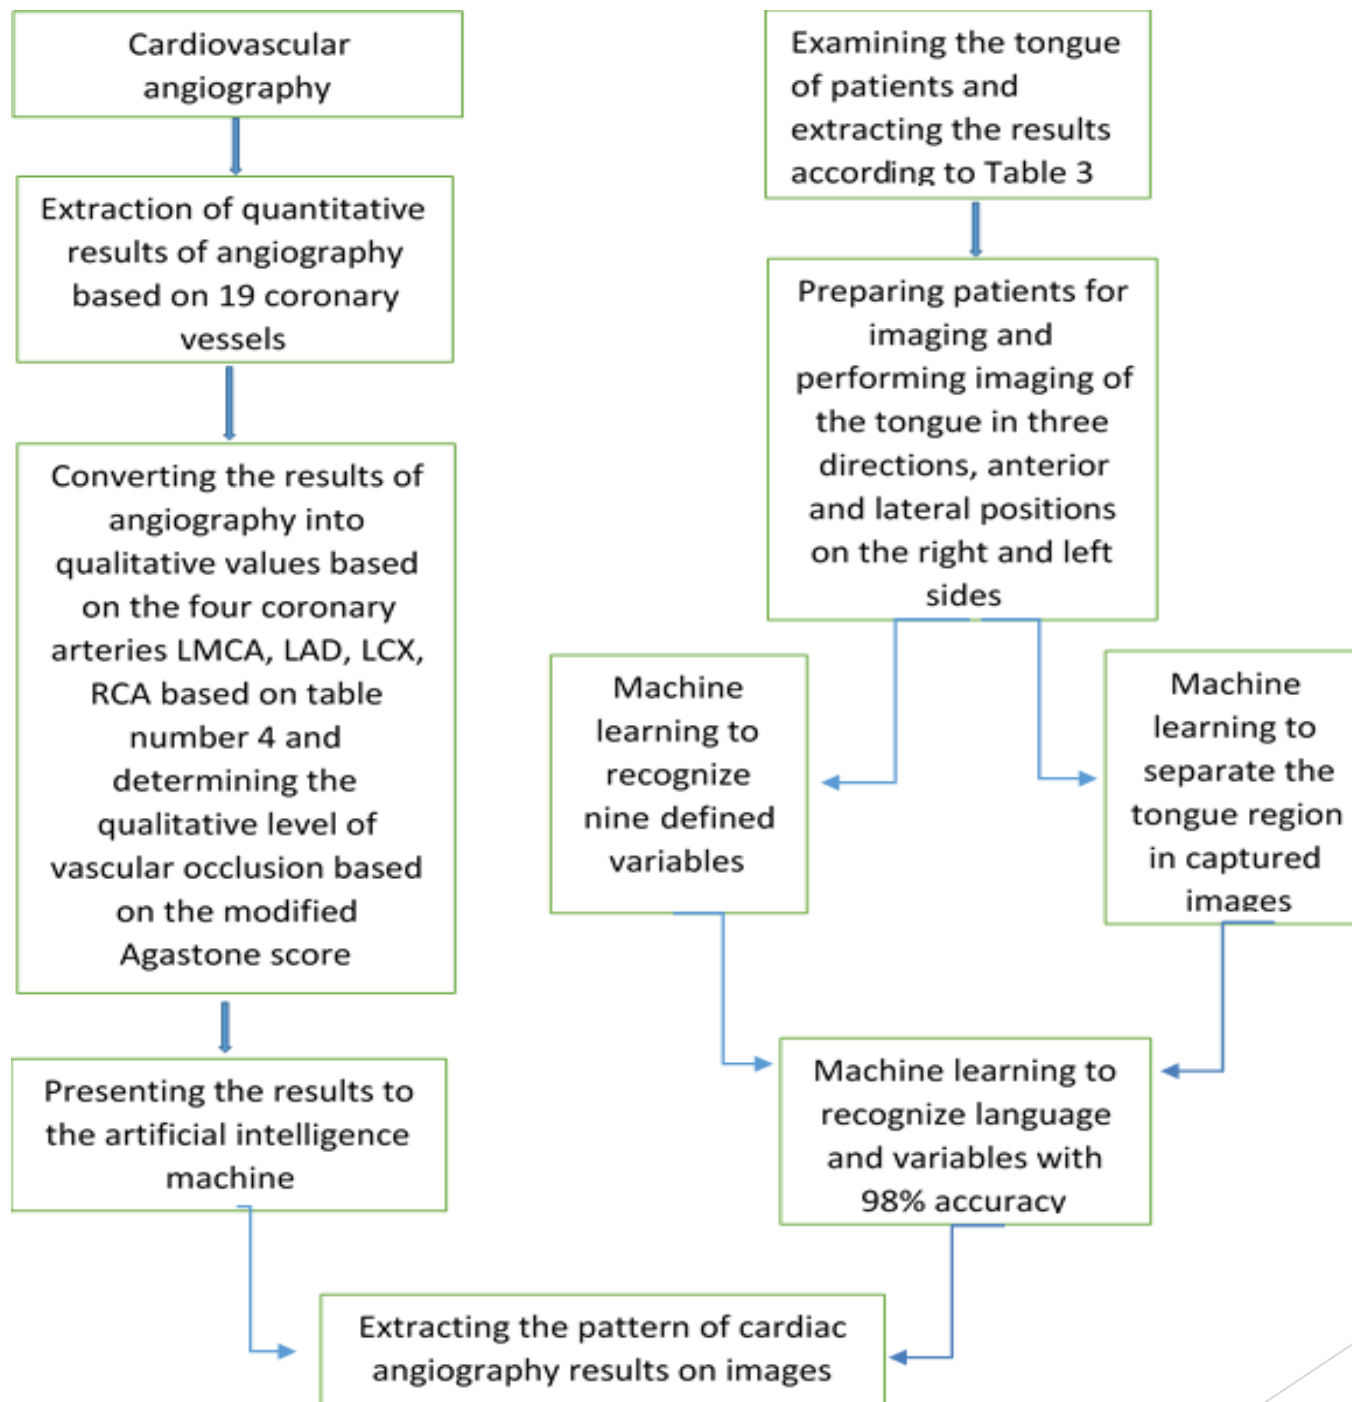 Cardiovascular
angiography
Extraction of quantitative
results of angiography
based on 19 coronary
vessels
Converting the results of
angiography into
qualitative values based
on the four coronary
arteries LMCA, LAD, LCX,
RCA based on table
number 4 and
determining the
qualitative level of
vascular occlusion based
on the modified
Agastone score
Presenting the results to
the artificial intelligence
machine
Examining the tongue
of patients and
extracting the results
according to Table 3
Preparing patients for
imaging and
performing imaging of
the tongue in three
directions, anterior
and lateral positions
on the right and left
sides
Machine
learning to
recognize
nine defined
variables
Machine
learning to
separate the
tongue region
in captured
images
Machine learning to
recognize language
and variables with
98% accuracy
Extracting the pattern of cardiac
angiography results on images